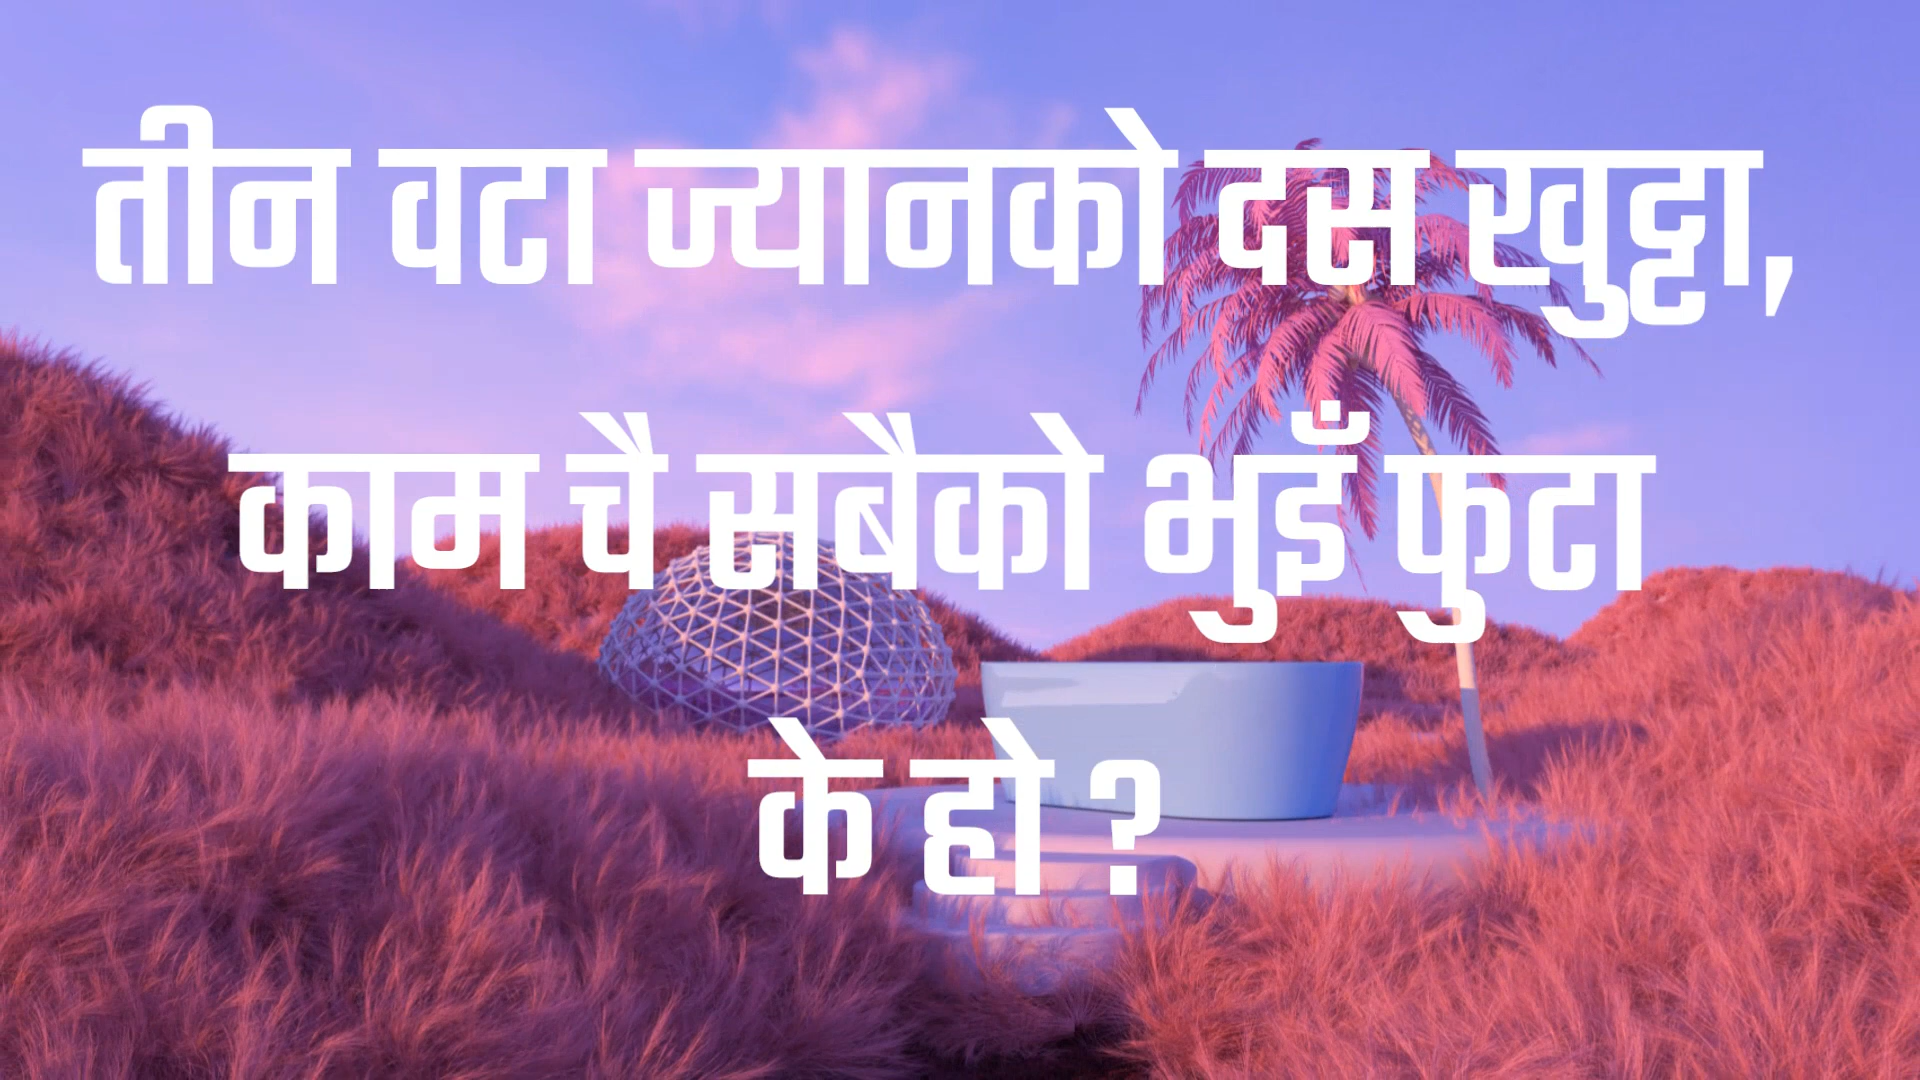 तीन वटा ज्यानको दस खुट्टा,
काम चै सबैको भुइँ फुटा
के हो ?